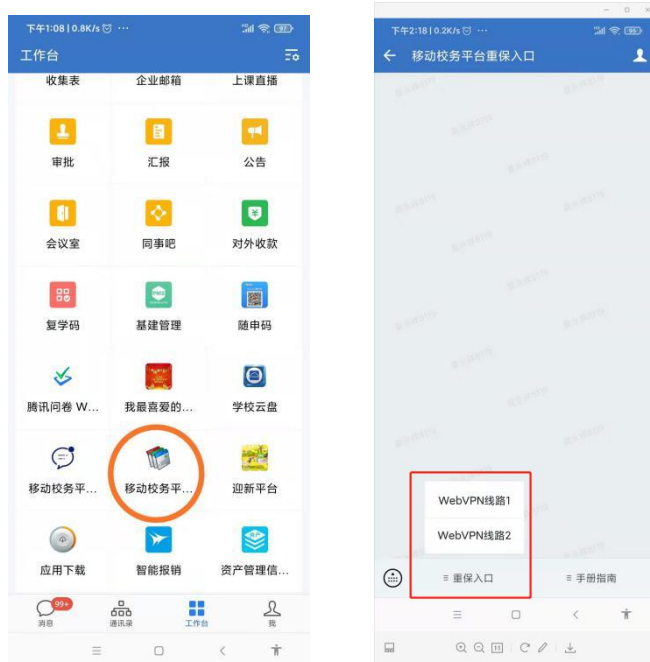 下午1:08 | 0.8K/s ···
工作台
收集表 企业邮箱 上课直播
审批 汇报 公告
会议室 同事吧 对外收款
复学码 基建管理 随申码
腾讯问卷 W... 我最喜爱的... 学校云盘
移动校务平... 移动校务平... 迎新平台
应用下载 智能报销 资产管理信...
99+
消息 通讯录 工作台 我
下午2:18 | 0.2K/s ···
移动校务平台重保入口
WebVPN线路1
WebVPN线路2
重保入口 手册指南